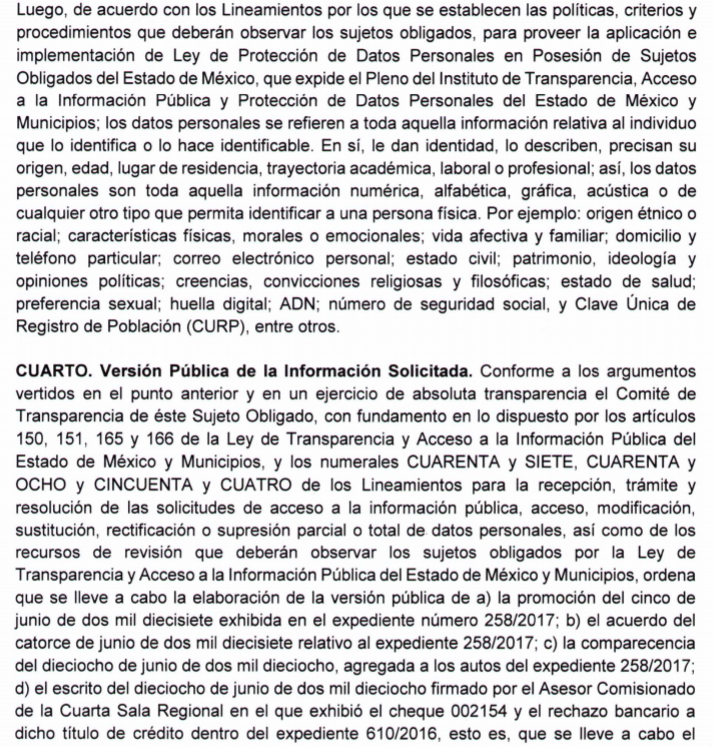 Luego, de acuerdo con los Lineamientos por los que se establecen las políticas, criterios y
procedimientos que deberán observar los sujetos obligados, para proveer la aplicación e
implementación de Ley de Protección de Datos Personales en Posesión de Sujetos
Obligados del Estado de México, que expide el Pleno del Instituto de Transparencia, Acceso
a la Información Pública y Protección de Datos Personales del Estado de México y
Municipios; los datos personales se refieren a toda aquella información relativa al individuo
que lo identifica o lo hace identificable. En sí, le dan identidad, lo describen, precisan su
origen, edad, lugar de residencia, trayectoria académica, laboral o profesional; así, los datos
personales son toda aquella información numérica, alfabética, gráfica, acústica o de
cualquier otro tipo que permita identificar a una persona física. Por ejemplo: origen étnico o
racial; características físicas, morales o emocionales; vida afectiva y familiar; domicilio y
teléfono particular; correo electrónico personal; estado civil; patrimonio, ideología y
opiniones políticas; creencias, convicciones religiosas y filosóficas; estado de salud;
preferencia sexual; huella digital; ADN; número de seguridad social, y Clave Única de
Registro de Población (CURP), entre otros.
CUARTO. Versión Pública de la Información Solicitada. Conforme a los argumentos
vertidos en el punto anterior y en un ejercicio de absoluta transparencia el Comité de
Transparencia de éste Sujeto Obligado, con fundamento en lo dispuesto por los artículos
150, 151, 165 y 166 de la Ley de Transparencia y Acceso a la Información Pública del
Estado de México y Municipios, y los numerales CUARENTA y SIETE, CUARENTA y
OCHO y CINCUENTA y CUATRO de los Lineamientos para la recepción, trámite y
resolución de las solicitudes de acceso a la información pública, acceso, modificación,
sustitución, rectificación o supresión parcial o total de datos personales, así como de los
recursos de revisión que deberán observar los sujetos obligados por la Ley de
Transparencia y Acceso a la Información Pública del Estado de México y Municipios, ordena
que se lleve a cabo la elaboración de la versión pública de a) la promoción del cinco de
junio de dos mil diecisiete exhibida en el expediente número 258/2017; b) el acuerdo del
catorce de junio de dos mil diecisiete relativo al expediente 258/2017; c) la comparecencia
del dieciocho de junio de dos mil dieciocho, agregada a los autos del expediente 258/2017;
d) el escrito del dieciocho de junio de dos mil dieciocho firmado por el Asesor Comisionado
de la Cuarta Sala Regional en el que exhibió el cheque 002154 y el rechazo bancario a
dicho título de crédito dentro del expediente 610/2016, esto es, que se lleve a cabo el